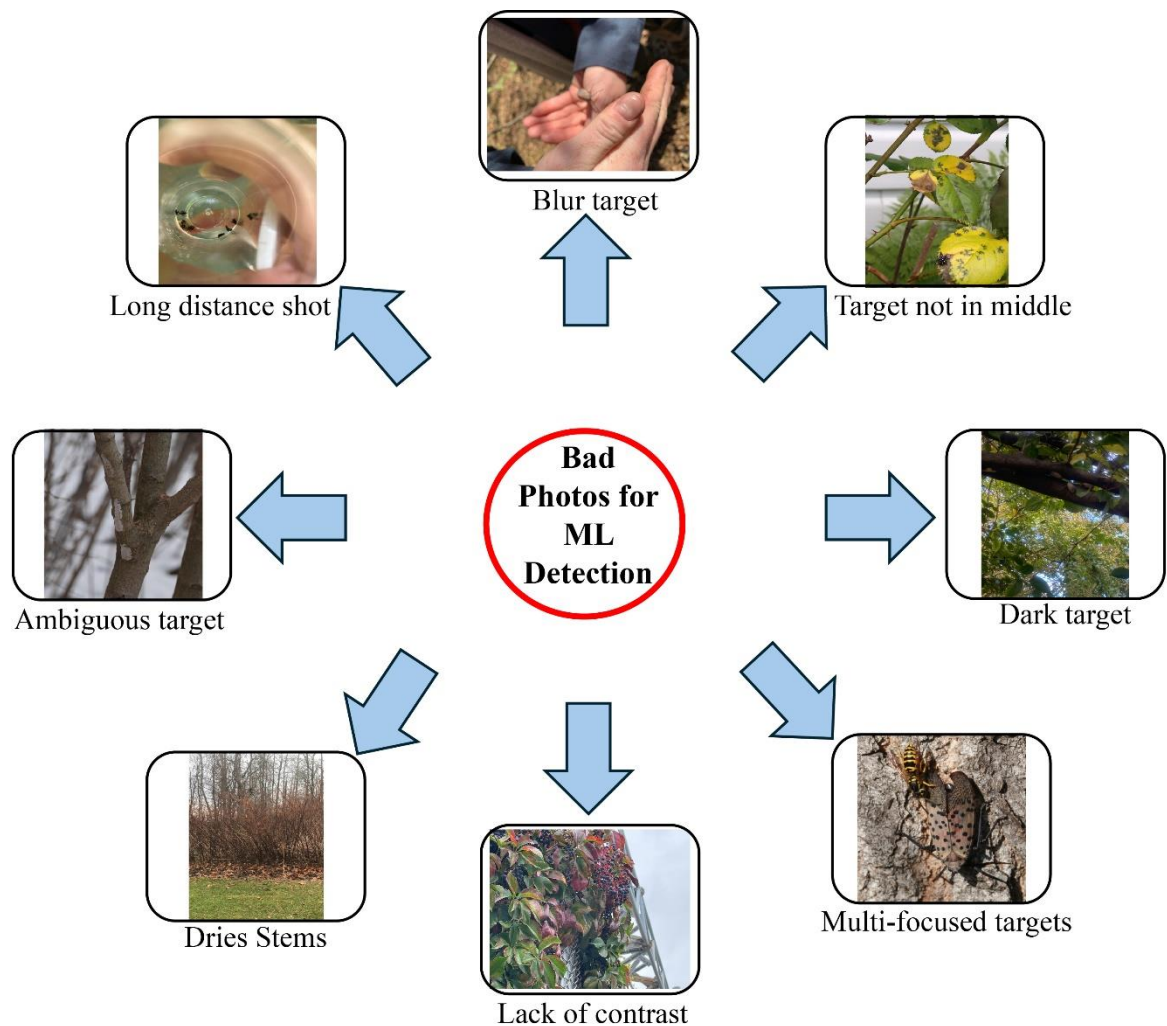 Blur target
Long distance shot
Target not in middle
Bad
Photos for
ML
Detection
Ambiguous target
Dark target
Dries Stems
Multi-focused targets
Lack of contrast